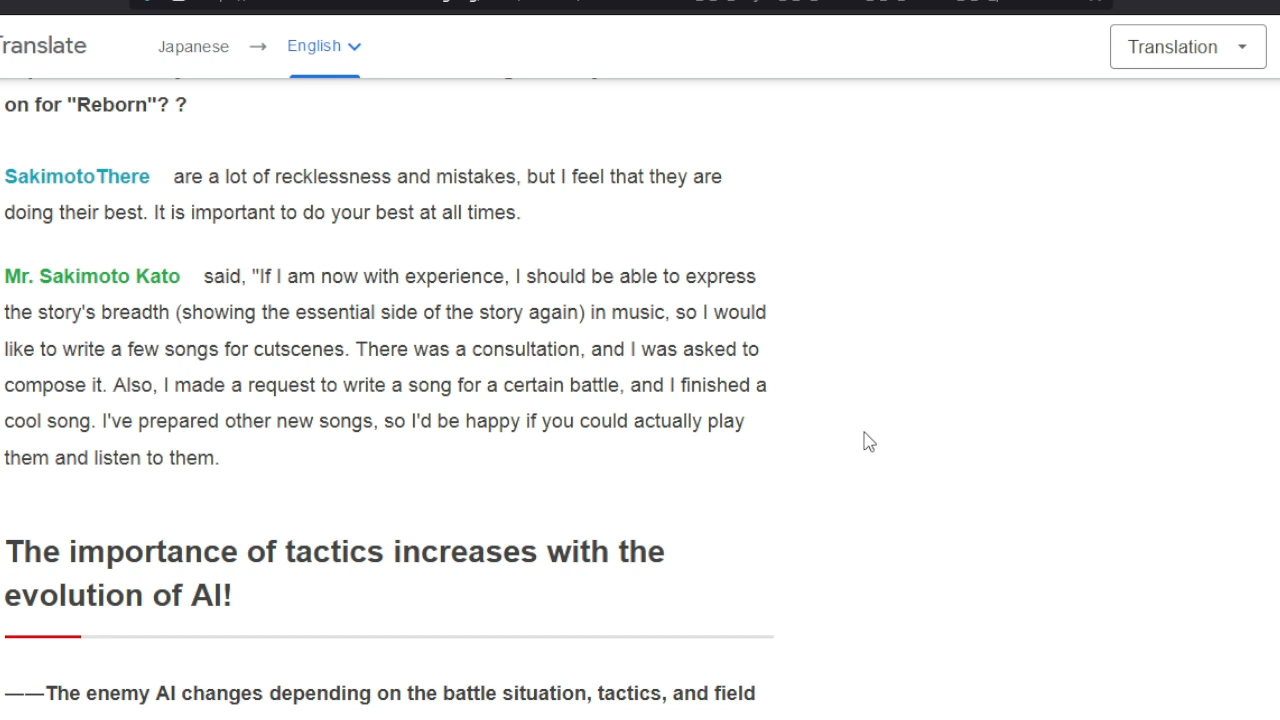 Translate
Japanese → English
Translation
on for "Reborn"? ?
SakimotoThere are a lot of recklessness and mistakes, but I feel that they are
doing their best. It is important to do your best at all times.
Mr. Sakimoto Kato said, "If I am now with experience, I should be able to express
the story's breadth (showing the essential side of the story again) in music, so I would
like to write a few songs for cutscenes. There was a consultation, and I was asked to
compose it. Also, I made a request to write a song for a certain battle, and I finished a
cool song. I've prepared other new songs, so I'd be happy if you could actually play
them and listen to them.
The importance of tactics increases with the
evolution of AI!
——The enemy AI changes depending on the battle situation, tactics, and field